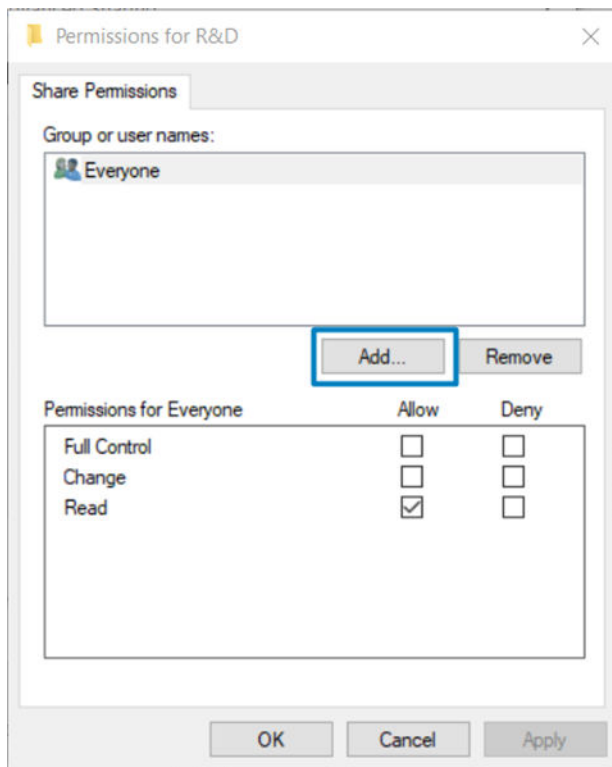 Permissions for R&D
Share Permissions
Group or user names:
Everyone
Add... Remove
Permissions for Everyone Allow Deny
Full Control
Change
Read
OK Cancel Apply